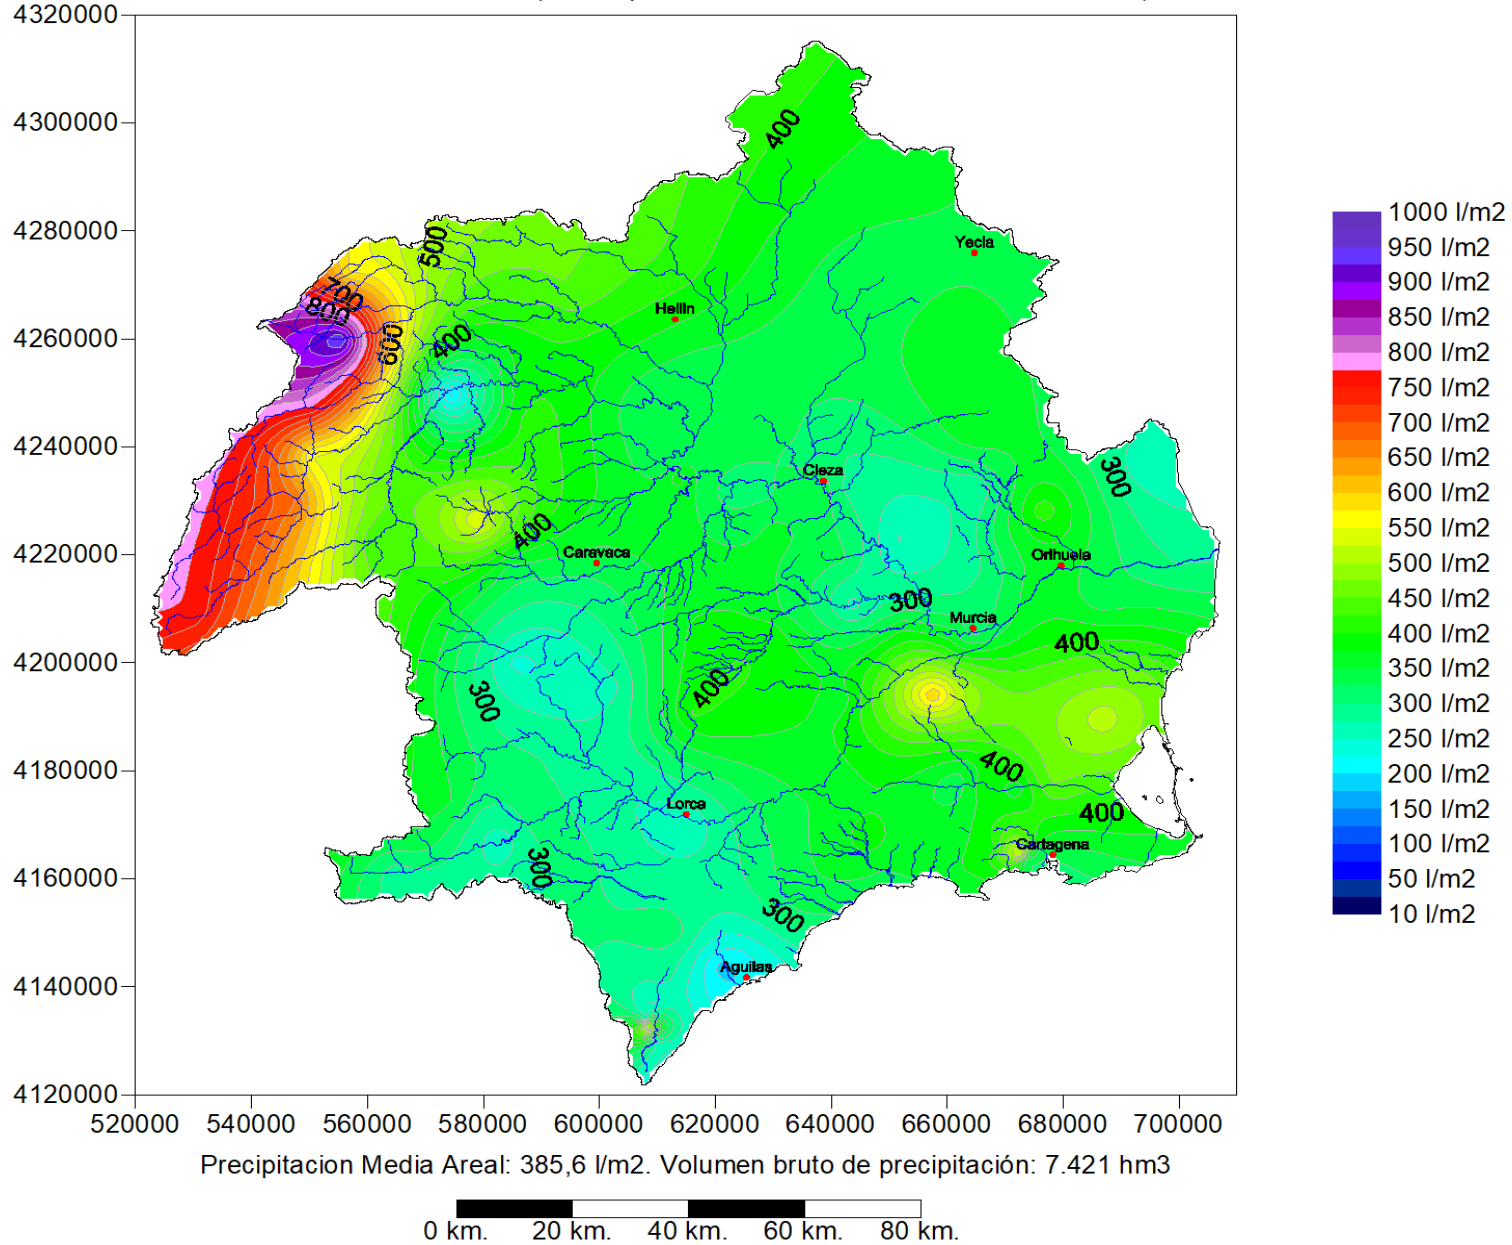 4320000
4300000
4280000
4260000
4240000
4220000
4200000
4180000
4160000
4140000
4120000
520000 540000 560000 580000 600000 620000 640000 660000 680000 700000
400
500
Yecla
700
800
Hellin
600
400
Cieza
300
400
Caravaca
Orihuela
300
Murcia
400
400
300
400
Lorca
400
Cartagena
300
300
Aguilas
1000 l/m2
950 l/m2
900 l/m2
850 l/m2
800 l/m2
750 l/m2
700 l/m2
650 l/m2
600 l/m2
550 l/m2
500 l/m2
450 l/m2
400 l/m2
350 l/m2
300 l/m2
250 l/m2
200 l/m2
150 l/m2
100 l/m2
50 l/m2
10 l/m2
Precipitacion Media Areal: 385,6 l/m2. Volumen bruto de precipitación: 7.421 hm3
0 km. 20 km. 40 km. 60 km. 80 km.